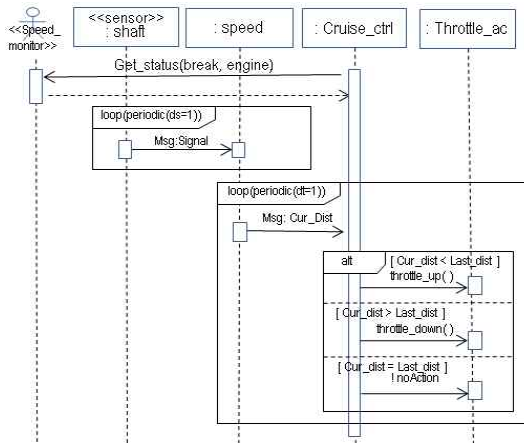 <<Speed_
monitor>>
<<sensor>>
: shaft
: speed
: Cruise_ctrl
: Throttle_ac
Get_status(break, engine)
loop(periodic(ds=1))
Msg:Signal
loop(periodic(dt=1))
Msg: Cur_Dist
alt
[ Cur_dist < Last_dist ]
throttle_up( )
[ Cur_dist > Last_dist ]
throttle_down( )
[ Cur_dist = Last_dist ]
! noAction